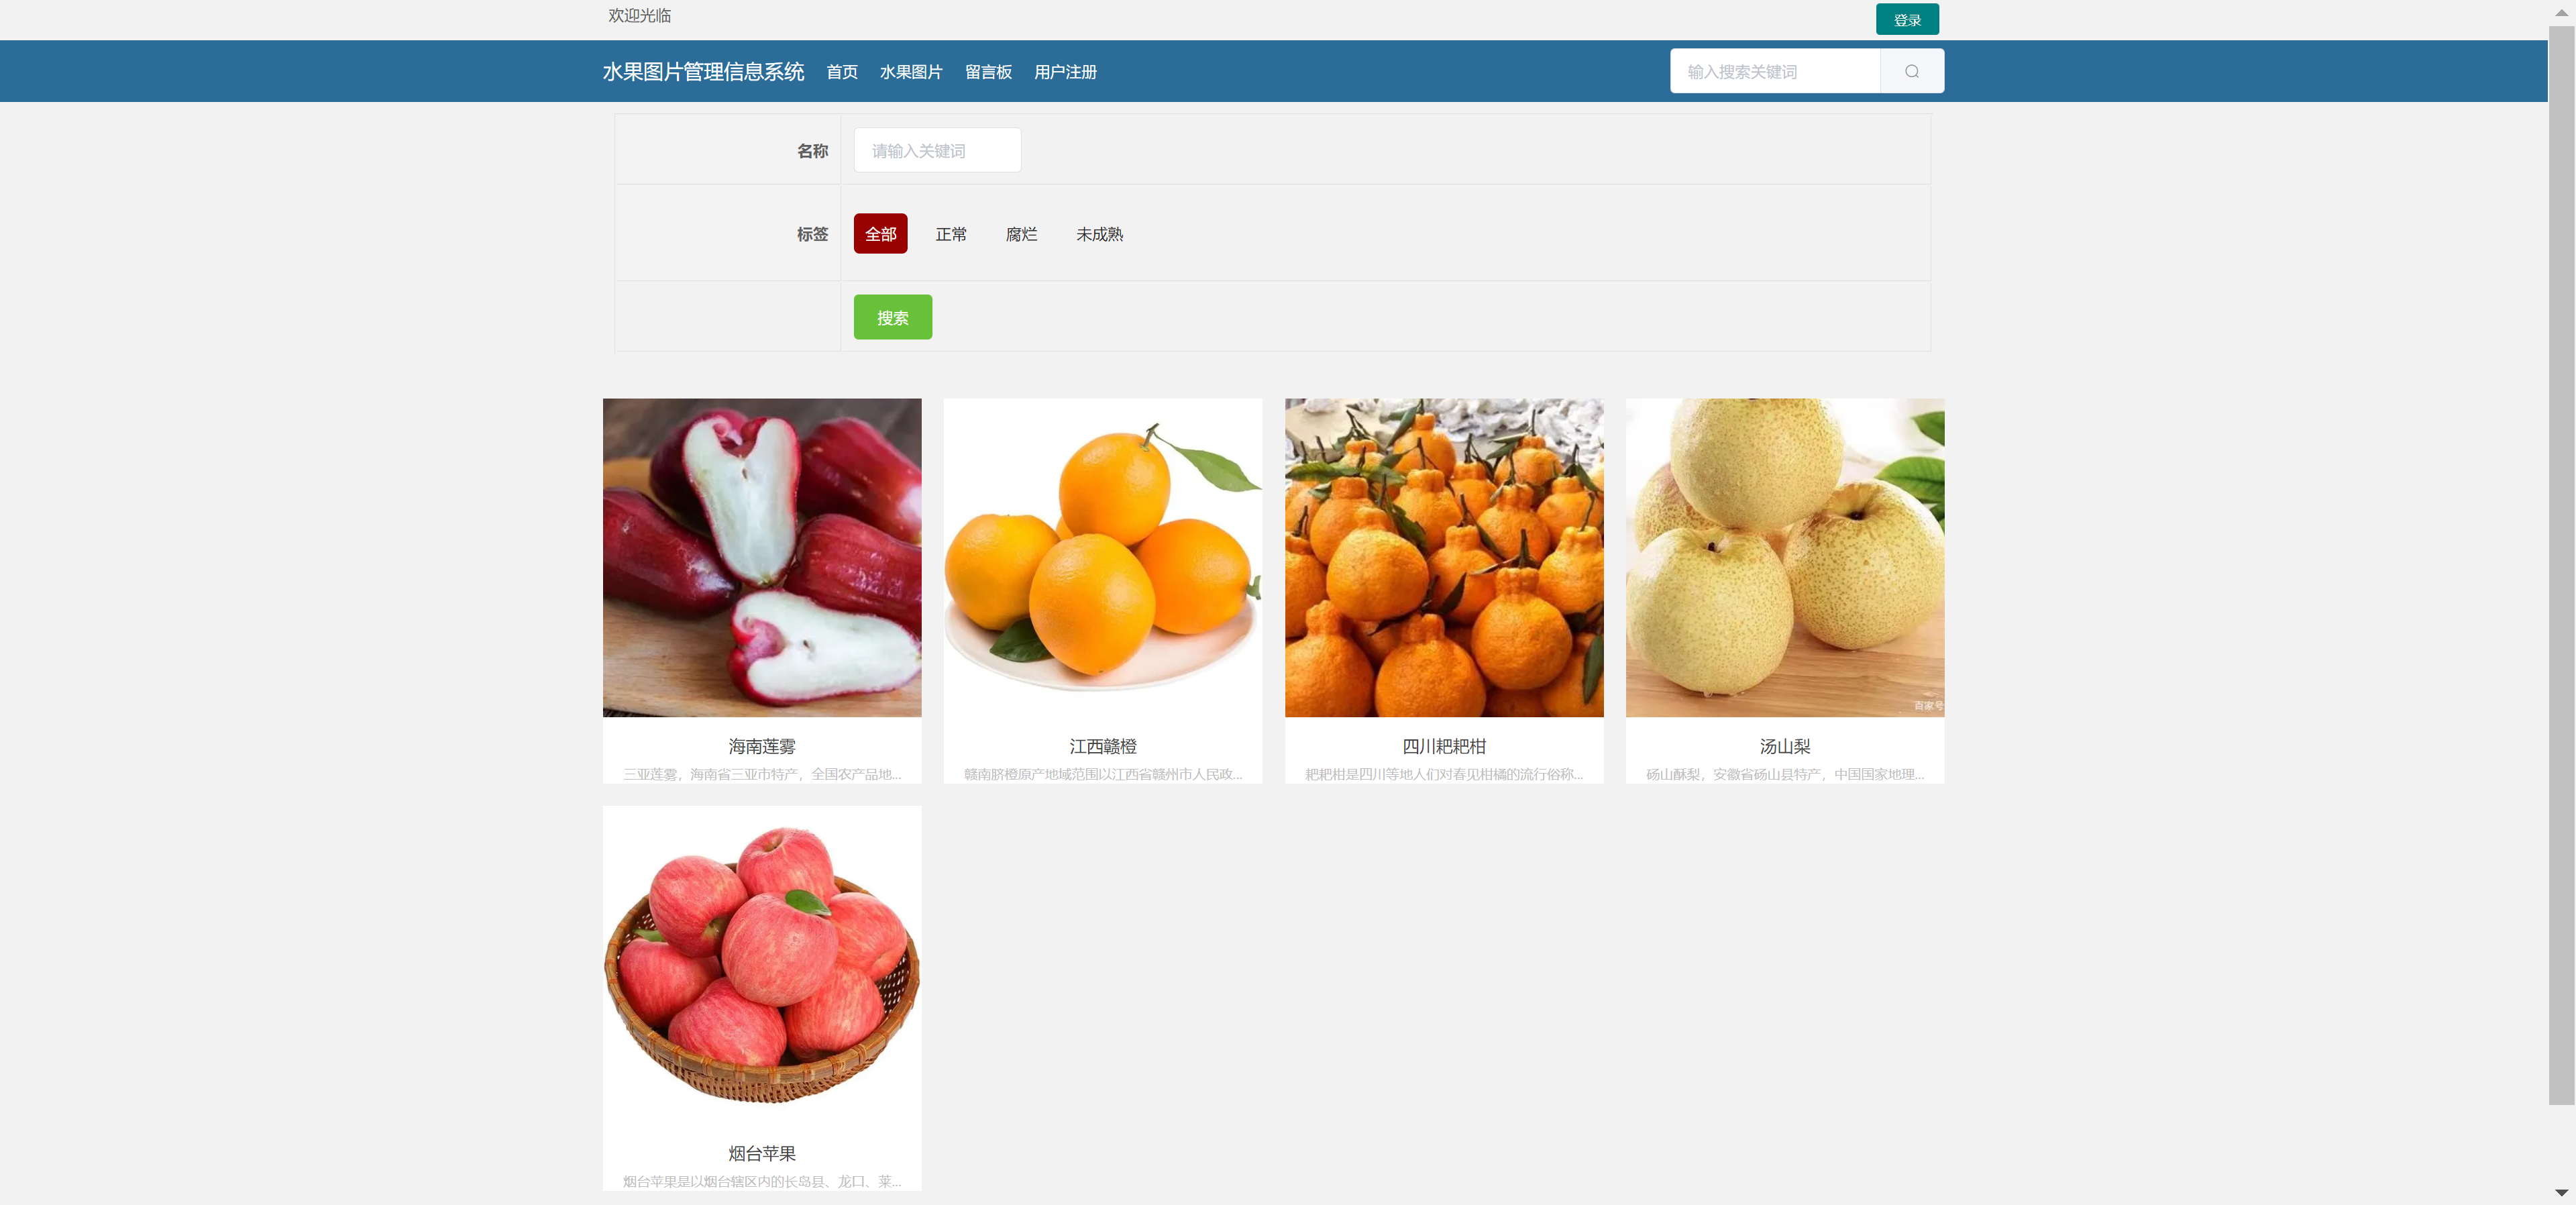 欢迎光临
登录
水果图片管理信息系统 首页 水果图片 留言板 用户注册
输入搜索关键词
名称 请输入关键词
标签 全部 正常 腐烂 未成熟
搜索
百家号
海南莲雾 江西赣橙 四川耙耙柑 汤山梨
三亚莲雾，海南省三亚市特产，全国农产品地... 赣南脐橙原产地域范围以江西省赣州市人民政... 耙耙柑是四川等地人们对春见柑橘的流行俗称... 砀山酥梨，安徽省砀山县特产，中国国家地理...
烟台苹果
烟台苹果是以烟台辖区内的长岛县、龙口、莱...